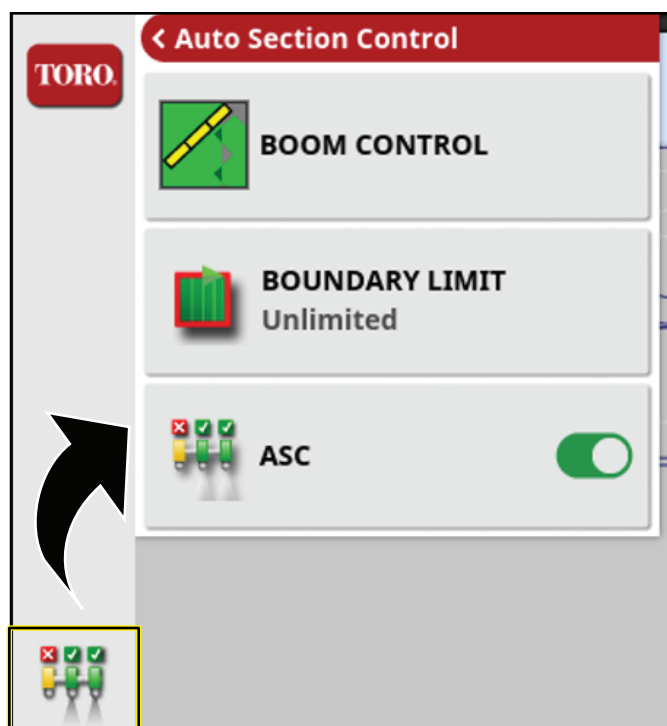 Auto Section Control
TORO.
BOOM CONTROL
BOUNDARY LIMIT
Unlimited
ASC